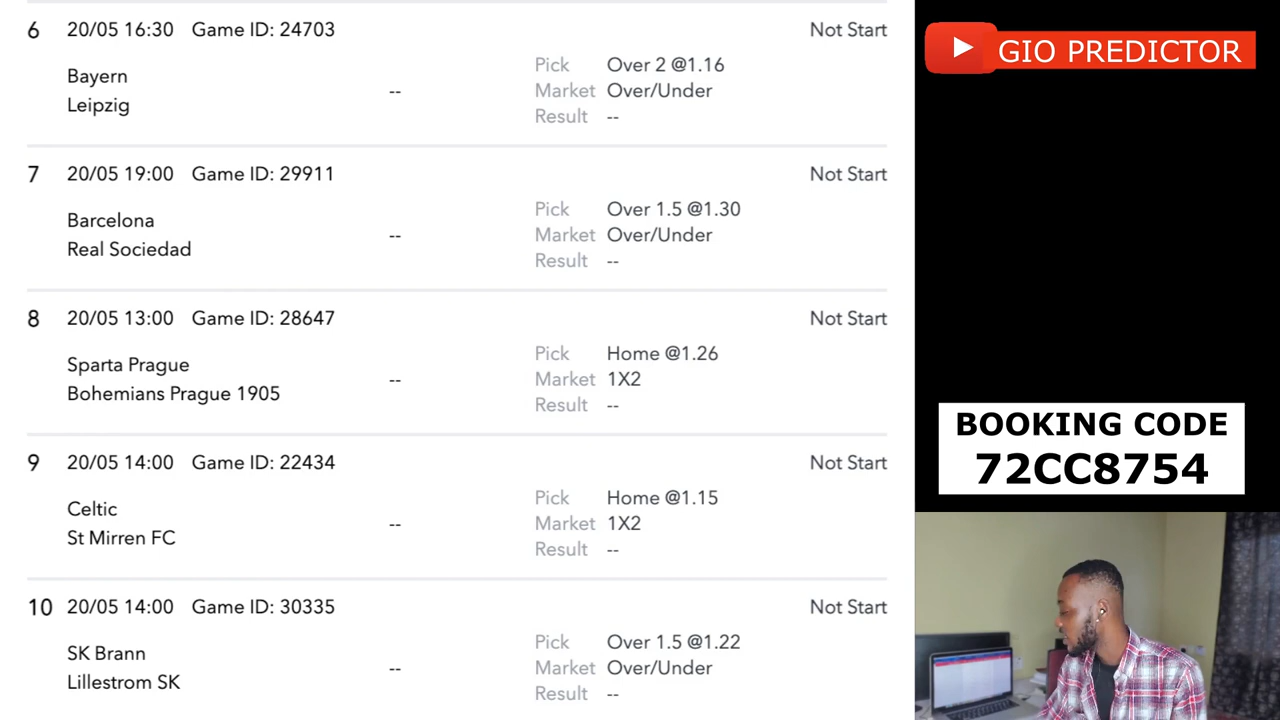 6 20/05 16:30 Game ID: 24703 Not Start
Bayern
Leipzig
--
Pick Over 2 @1.16
Market Over/Under
Result --
7 20/05 19:00 Game ID: 29911 Not Start
Barcelona
Real Sociedad
--
Pick Over 1.5 @1.30
Market Over/Under
Result --
8 20/05 13:00 Game ID: 28647 Not Start
Sparta Prague
Bohemians Prague 1905
--
Pick Home @1.26
Market 1X2
Result --
9 20/05 14:00 Game ID: 22434 Not Start
Celtic
St Mirren FC
--
Pick Home @1.15
Market 1X2
Result --
10 20/05 14:00 Game ID: 30335 Not Start
SK Brann
Lillestrom SK
--
Pick Over 1.5 @1.22
Market Over/Under
Result --
GIO PREDICTOR
BOOKING CODE
72CC8754